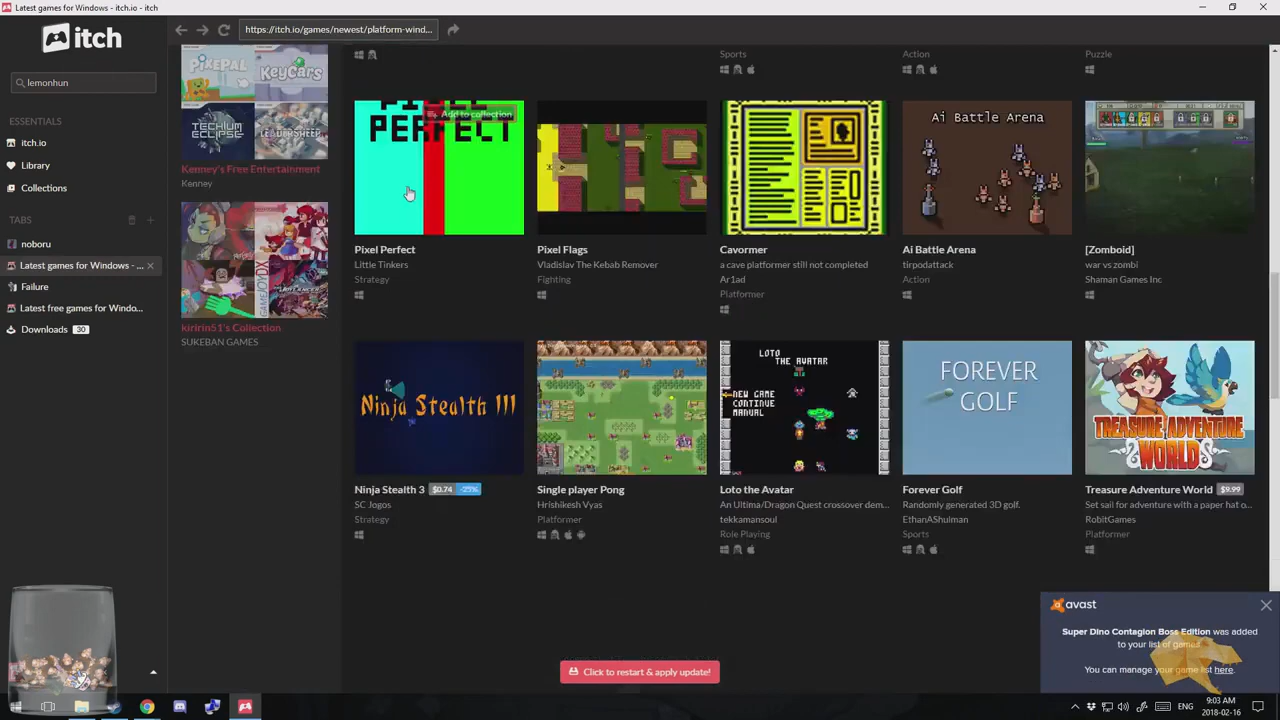 Latest games for Windows - itch.io - itch
itch
https://itch.io/games/newest/platform-wind...
lemonhun
ESSENTIALS
itch.io
Library
Collections
TABS
noboru
Latest games for Windows - ...
Failure
Latest free games for Windo...
Downloads 30
PIXEPAL
KEYCARS
TECHIUM
ECLIPSE
LEADERSHEEP
Kenney's Free Entertainment
Kenney
kiririn51's Collection
SUKEBAN GAMES
Sports
Action
Puzzle
Add to collection
PIXEL
PERFECT
Ai Battle Arena
Pixel Perfect
Little Tinkers
Strategy
Pixel Flags
Vladislav The Kebab Remover
Fighting
Cavormer
a cave platformer still not completed
Ar1ad
Platformer
Ai Battle Arena
tirpodattack
Action
[Zomboid]
war vs zombi
Shaman Games Inc
Ninja Stealth III
LOTO
THE AVATAR
NEW GAME
CONTINUE
MANUAL
FOREVER
GOLF
TREASURE ADVENTURE
WORLD
Ninja Stealth 3 $0.74 -25%
SC Jogos
Strategy
Single player Pong
Hrishikesh Vyas
Platformer
Loto the Avatar
An Ultima/Dragon Quest crossover dem...
tekkamansoul
Role Playing
Forever Golf
Randomly generated 3D golf.
EthanAShulman
Sports
Treasure Adventure World $9.99
Set sail for adventure with a paper hat o...
RobitGames
Platformer
Click to restart & apply update!
avast
Super Dino Contagion Boss Edition was added
to your list of games.
You can manage your game list here.
ENG
9:03 AM
2018-02-16